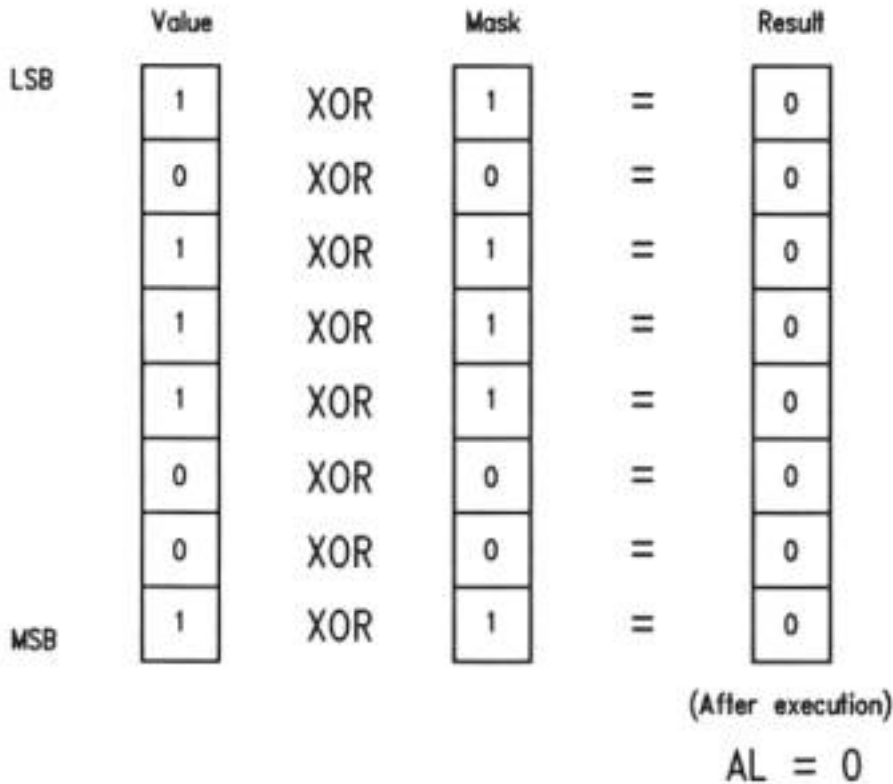 Value Mask Result
LSB
1 XOR 1 = 0
0 XOR 0 = 0
1 XOR 1 = 0
1 XOR 1 = 0
1 XOR 1 = 0
0 XOR 0 = 0
0 XOR 0 = 0
1 XOR 1 = 0
MSB
(After execution)
AL = 0